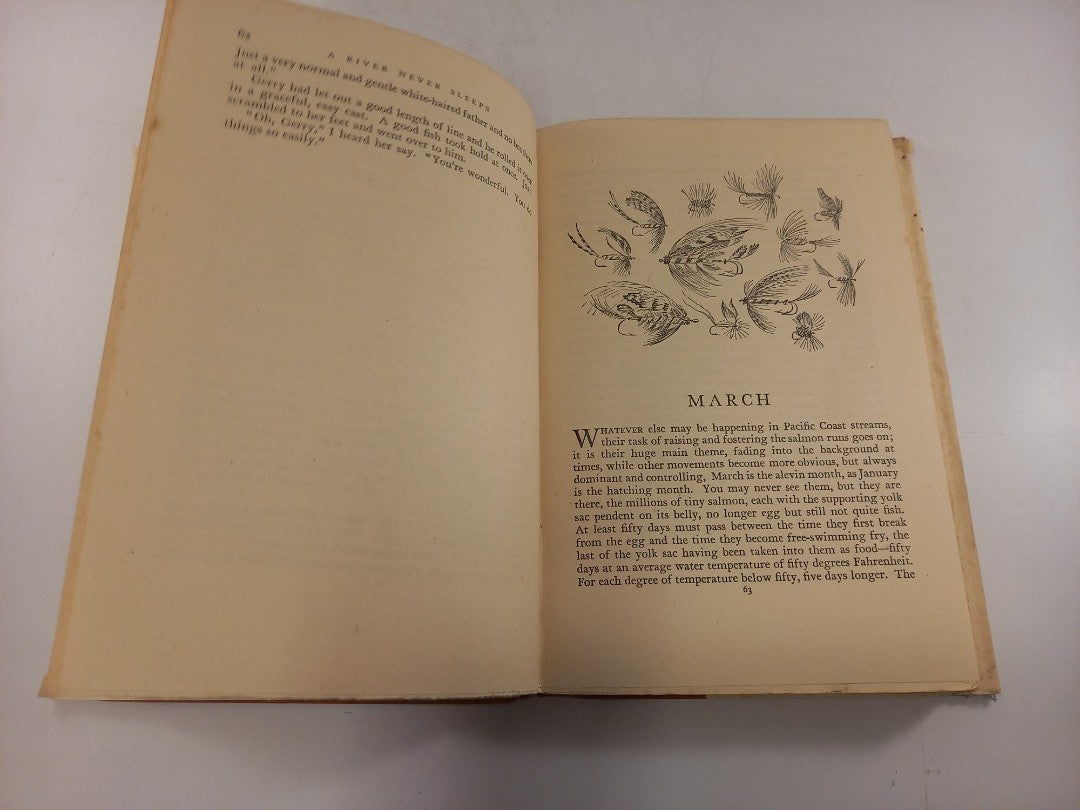 62
A RIVER NEVER SLEEPS
Just a very normal and gentle white-haired father and no
at all."
Gerry had let out a good length of line and he rolled it
in a graceful, easy cast. A good fish took hold at once.
scrambled to her feet and went over to him.
"Oh, Gerry," I heard her say. "You're wonderful. You
things so easily."
MARCH
WHATEVER else may be happening in Pacific Coast streams,
their task of raising and fostering the salmon runs goes on;
it is their huge main theme, fading into the background at
times, while other movements become more obvious, but always
dominant and controlling, March is the alevin month, as January
is the hatching month. You may never see them, but they are
there, the millions of tiny salmon, each with the supporting yolk
sac pendent on its belly, no longer egg but still not quite fish.
At least fifty days must pass between the time they first break
from the egg and the time they become free-swimming fry, the
last of the yolk sac having been taken into them as food—fifty
days at an average water temperature of fifty degrees Fahrenheit.
For each degree of temperature below fifty, five days longer. The
63